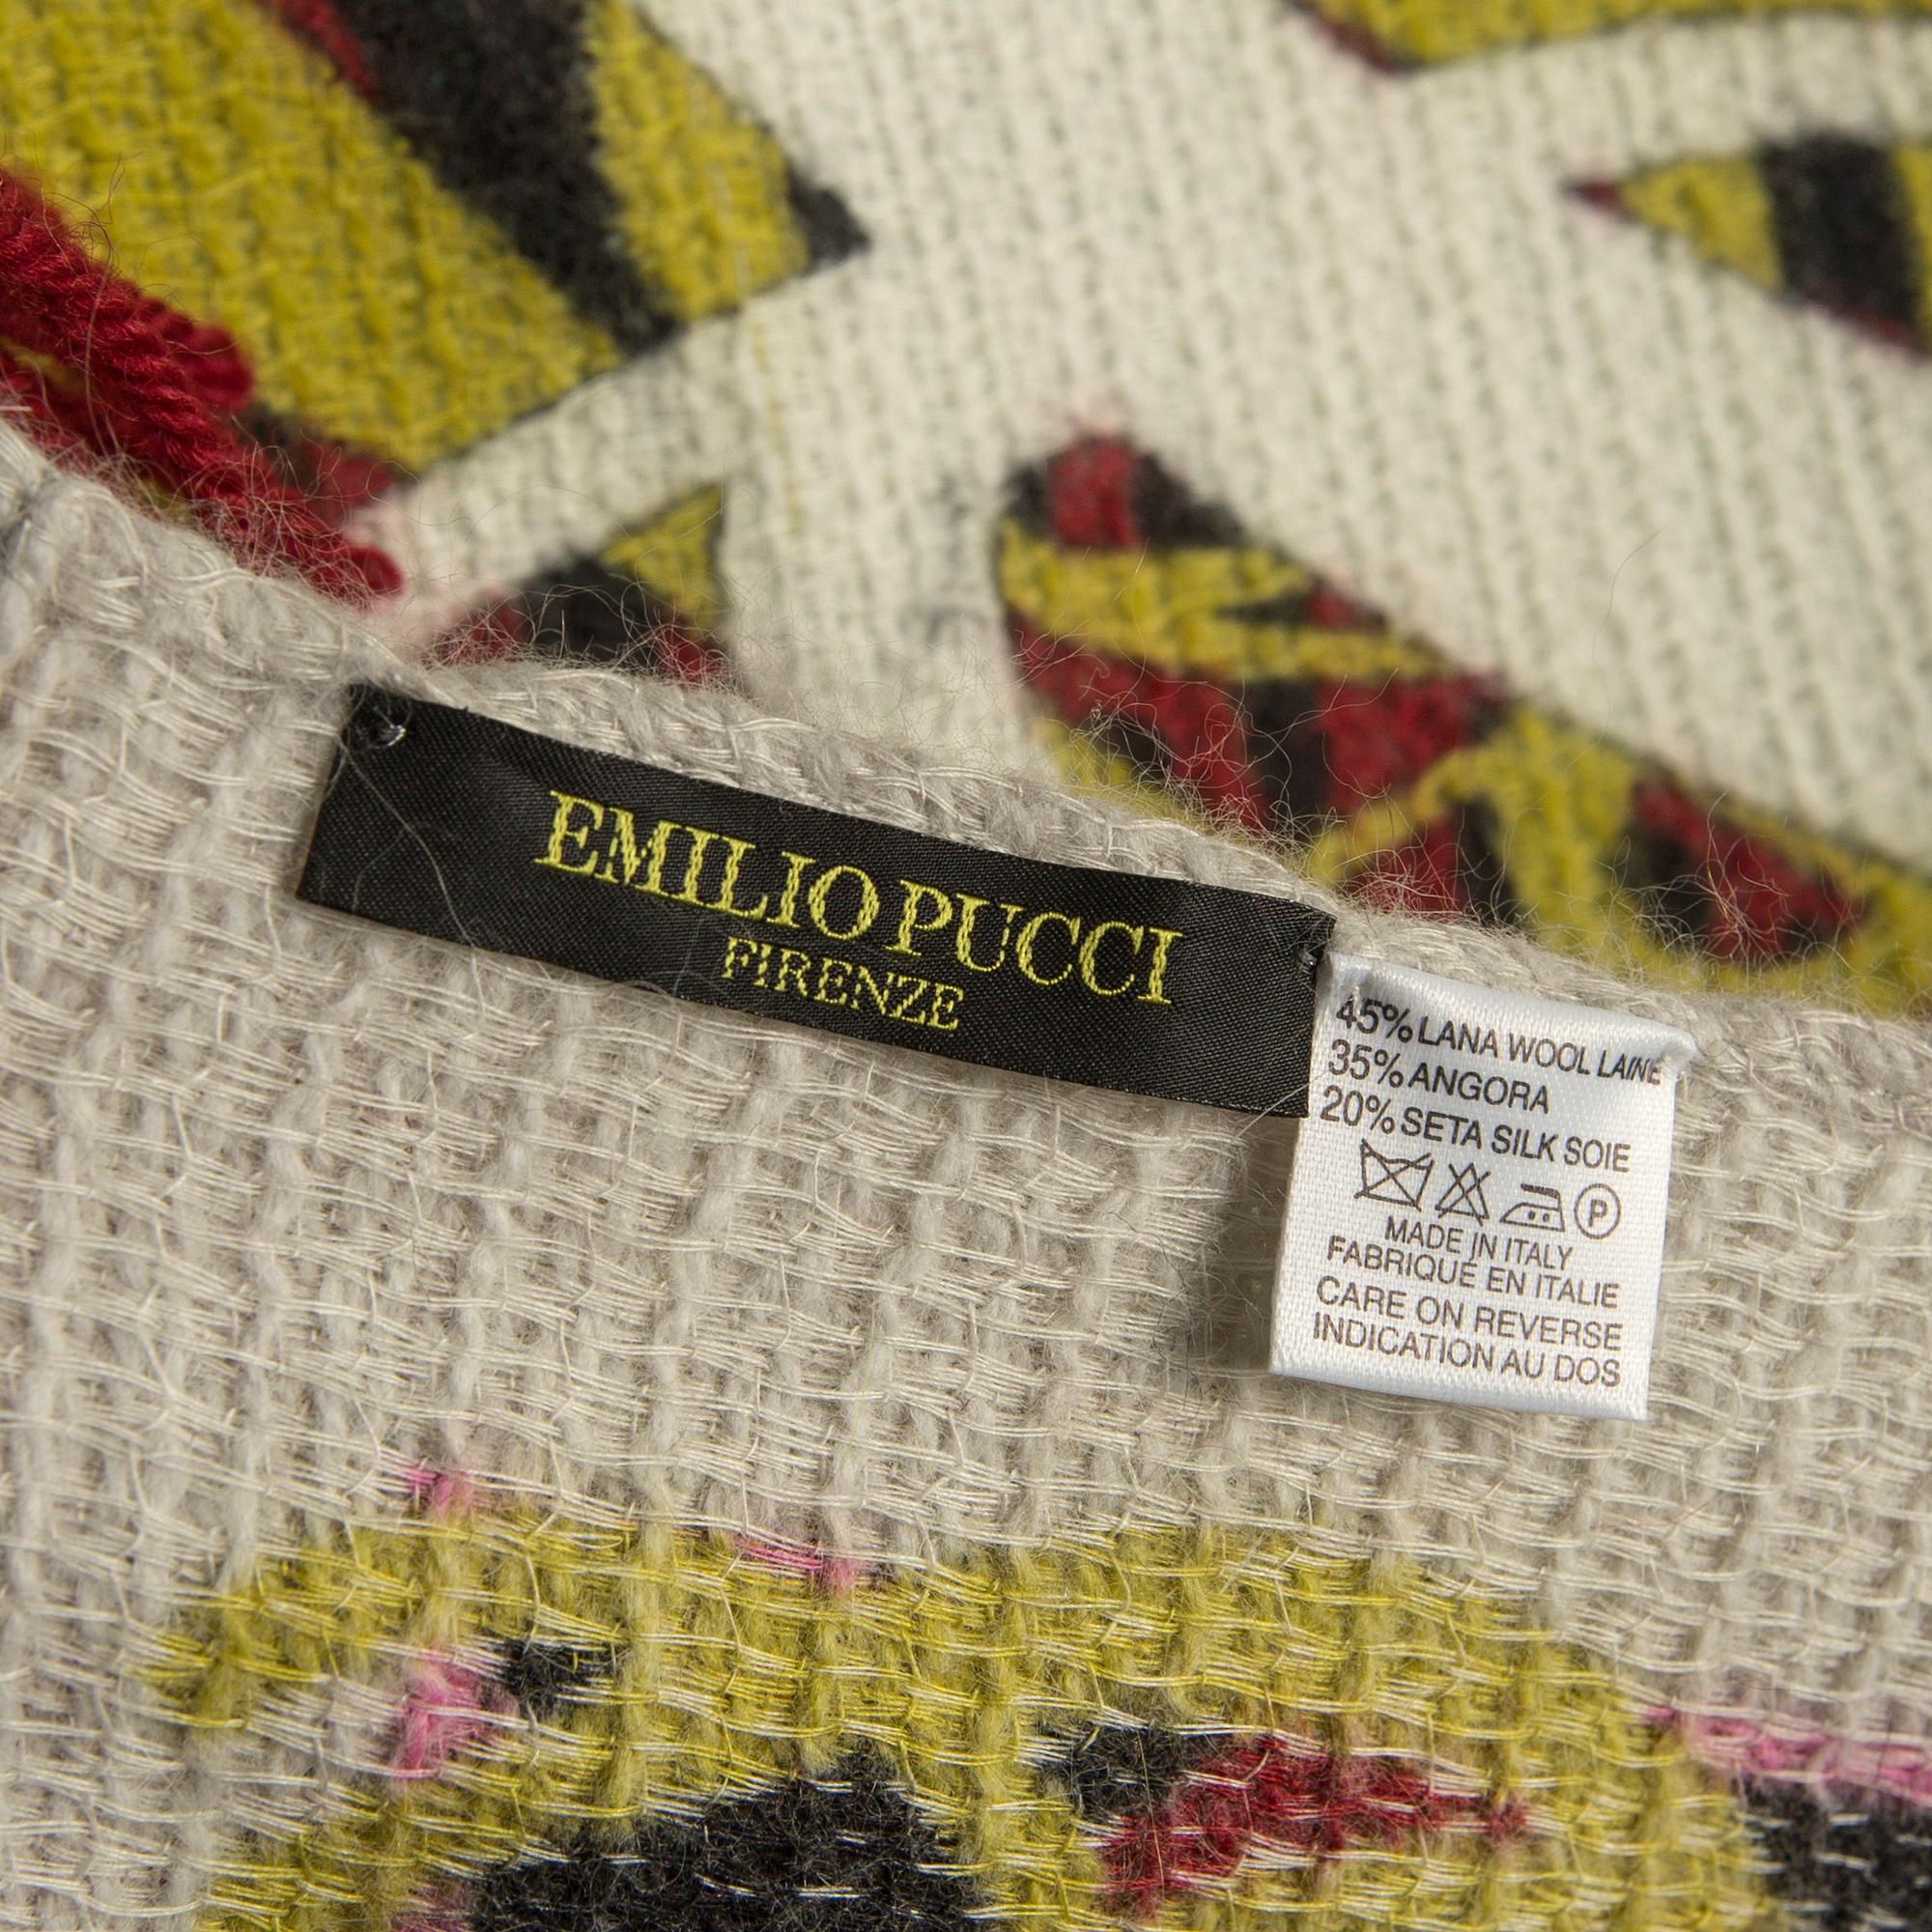 EMILIO PUCCI
FIRENZE
45% LANA WOOL LAINE
35% ANGORA
20% SETA SILK SOIE
P
MADE IN ITALY
FABRIQUE EN ITALIE
CARE ON REVERSE
INDICATION AU DOS